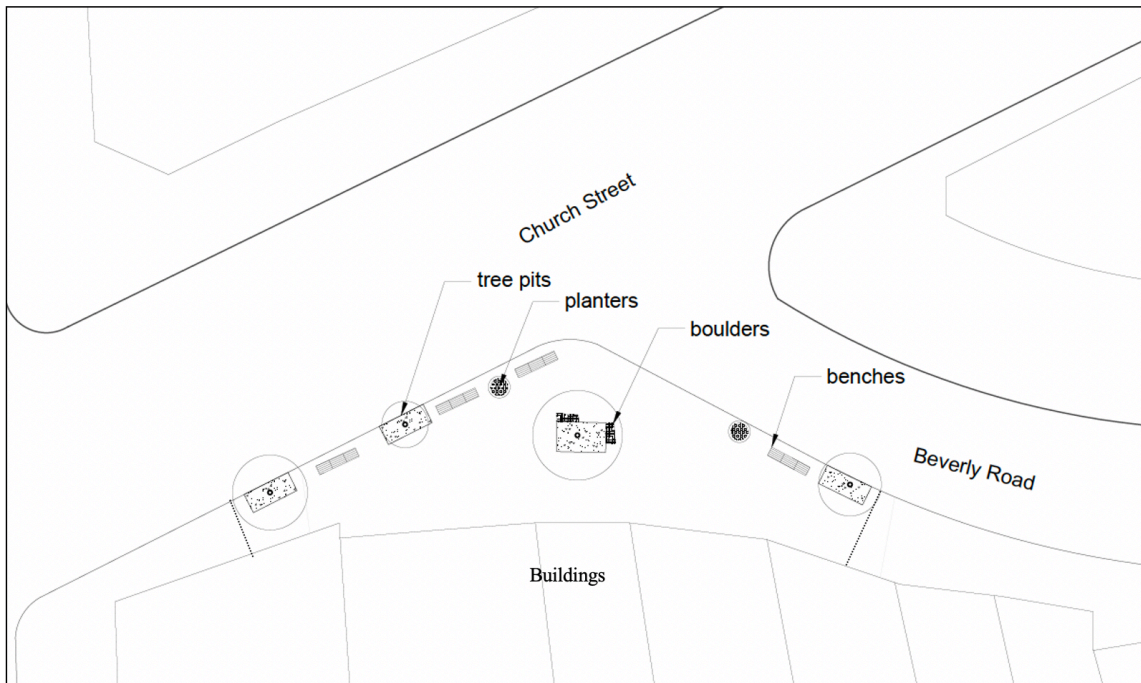 Church Street
tree pits
planters
boulders
benches
Beverly Road
Buildings